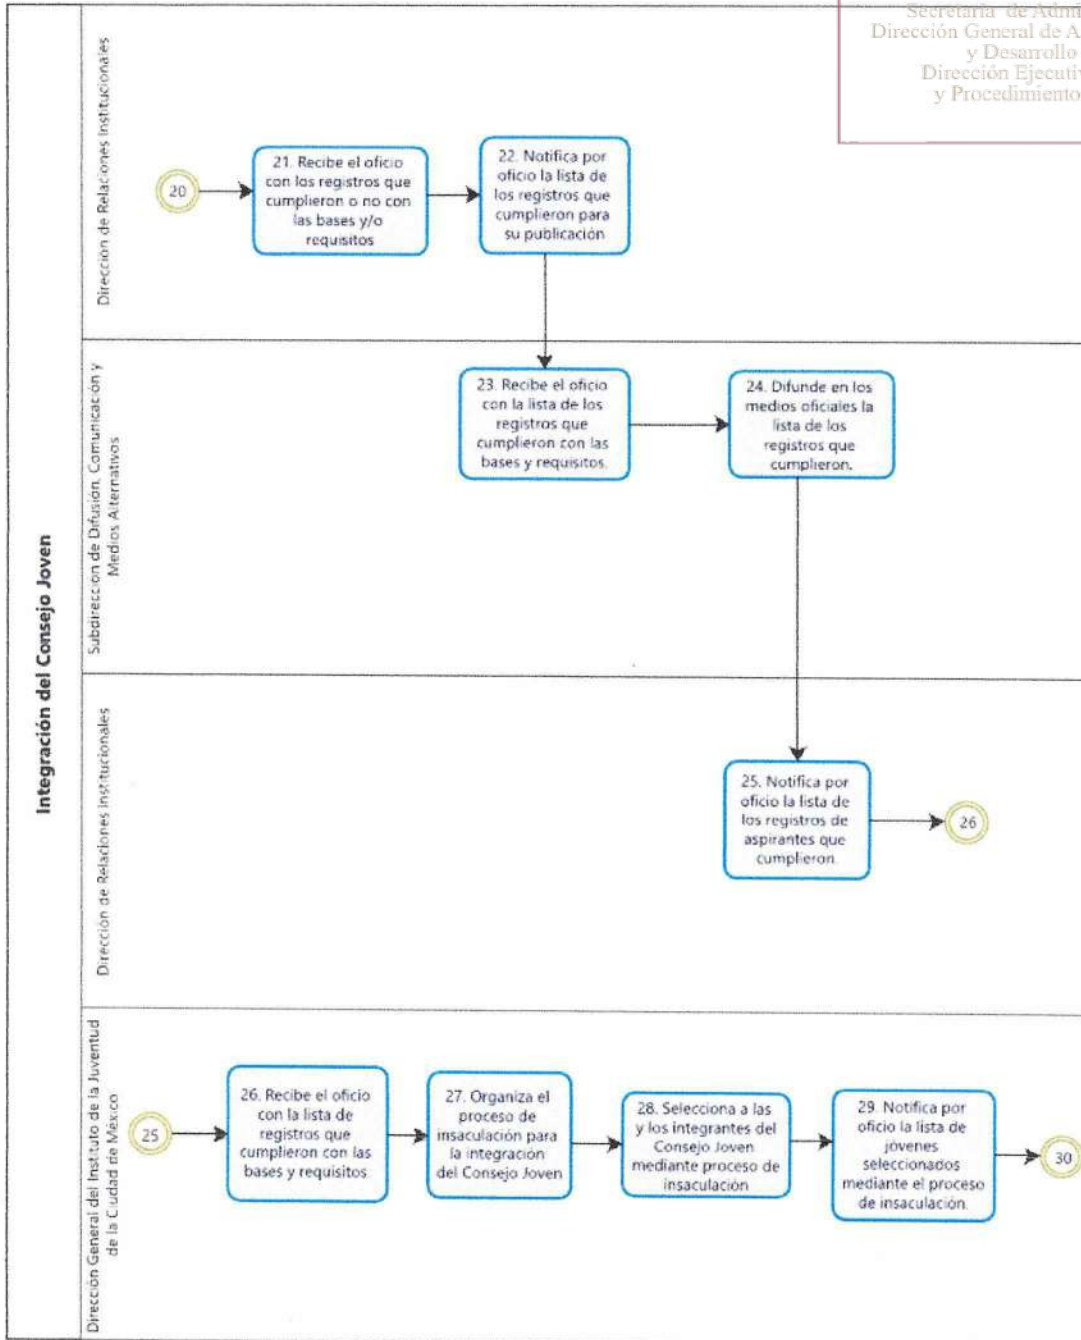 Secretaría de Admi
Dirección General de A
y Desarrollo
Dirección Ejecuti
y Procedimiento
Integración del Consejo Joven
Dirección de Relaciones Institucionales
20
21. Recibe el oficio
con los registros que
cumplieron o no con
las bases y/o
requisitos
22. Notifica por
oficio la lista de
los registros que
cumplieron para
su publicación
Subdirección de Difusión, Comunicación y
Medios Alternativos
23. Recibe el oficio
con la lista de los
registros que
cumplieron con las
bases y requisitos.
24. Difunde en los
medios oficiales la
lista de los
registros que
cumplieron.
Dirección de Relaciones Institucionales
25. Notifica por
oficio la lista de
los registros de
aspirantes que
cumplieron.
26
Dirección General del Instituto de la Juventud
de la Ciudad de México
25
26. Recibe el oficio
con la lista de
registros que
cumplieron con las
bases y requisitos
27. Organiza el
proceso de
insaculación para
la integración
del Consejo Joven
28. Selecciona a las
y los integrantes del
Consejo Joven
mediante proceso de
insaculación
29. Notifica por
oficio la lista de
jóvenes
seleccionados
mediante el proceso
de insaculación.
30